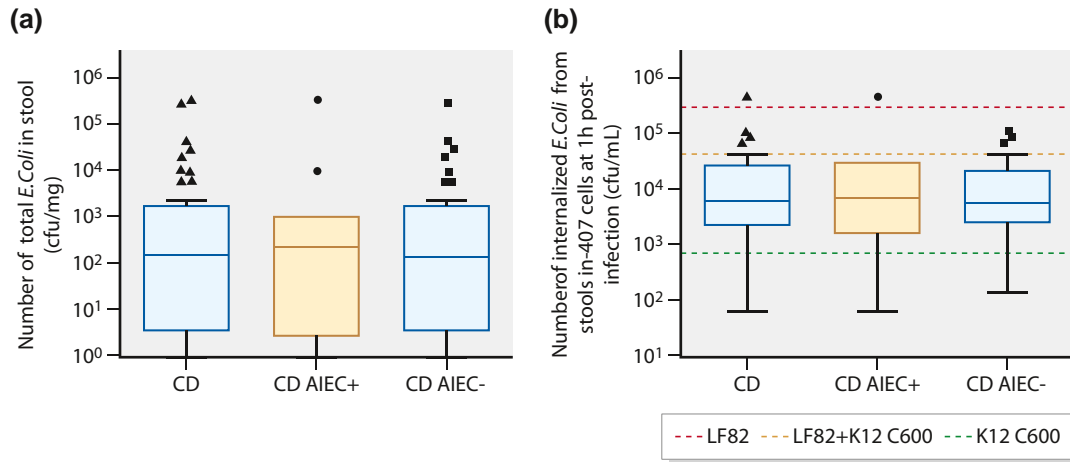 (a)
Number of total E.Coli in stool
(cfu/mg)
10⁶
10⁵
10⁴
10³
10²
10¹
10⁰
CD
CD AIEC+
CD AIEC-
(b)
Numberof internalized E.Coli from
stools in-407 cells at 1h post-
infection (cfu/mL)
10⁶
10⁵
10⁴
10³
10²
10¹
CD
CD AIEC+
CD AIEC-
LF82
LF82+K12 C600
K12 C600